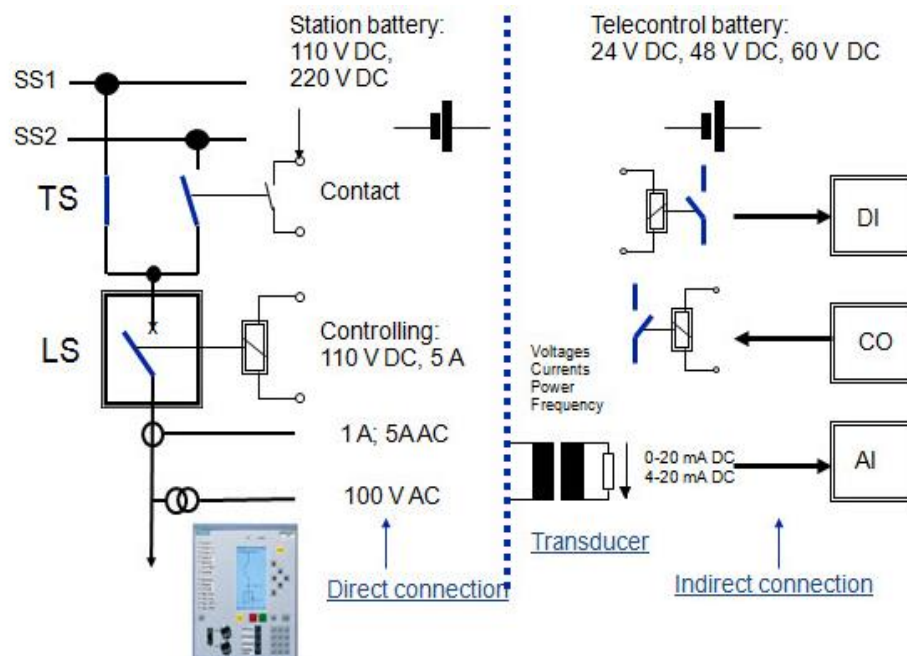 Station battery:
110 V DC,
220 V DC
Telecontrol battery:
24 V DC, 48 V DC, 60 V DC
SS1
SS2
TS
Contact
DI
LS
Controlling:
110 V DC, 5 A
Voltages
Currents
Power
Frequency
CO
1 A; 5A AC
0-20 mA DC
4-20 mA DC
AI
100 V AC
Transducer
Direct connection
Indirect connection